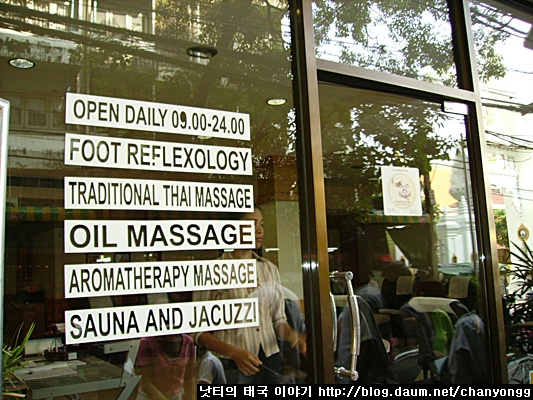 OPEN DAILY 09.00-24.00
FOOT REFLEXOLOGY
TRADITIONAL THAI MASSAGE
OIL MASSAGE
AROMATHERAPY MASSAGE
SAUNA AND JACUZZI
낫티의 태국 이야기 http://blog.daum.net/chanyongg